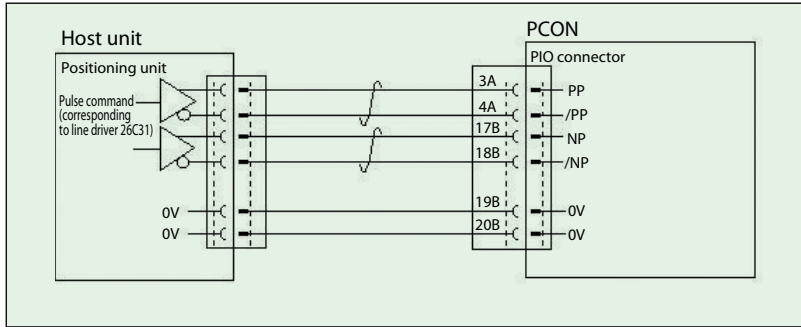 Host unit
Positioning unit
Pulse command
(corresponding
to line driver 26C31)
0V
0V
PCON
PIO connector
3A
PP
4A
/PP
17B
NP
18B
/NP
19B
0V
20B
0V